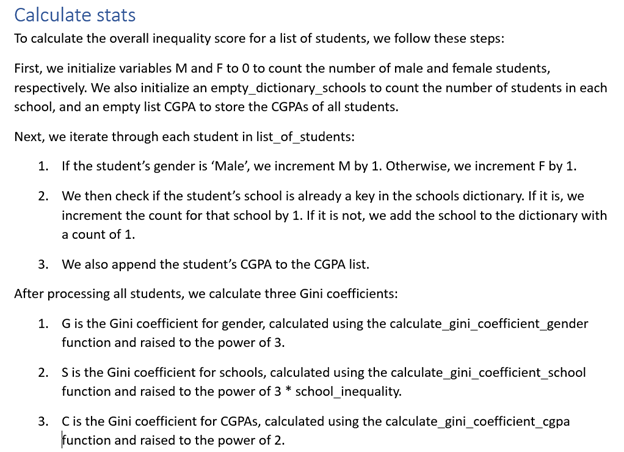 Calculate stats
To calculate the overall inequality score for a list of students, we follow these steps:
First, we initialize variables M and F to 0 to count the number of male and female students,
respectively. We also initialize an empty_dictionary_schools to count the number of students in each
school, and an empty list CGPA to store the CGPAs of all students.
Next, we iterate through each student in list_of_students:
1. If the student’s gender is ‘Male’, we increment M by 1. Otherwise, we increment F by 1.
2. We then check if the student’s school is already a key in the schools dictionary. If it is, we
increment the count for that school by 1. If it is not, we add the school to the dictionary with
a count of 1.
3. We also append the student’s CGPA to the CGPA list.
After processing all students, we calculate three Gini coefficients:
1. G is the Gini coefficient for gender, calculated using the calculate_gini_coefficient_gender
function and raised to the power of 3.
2. S is the Gini coefficient for schools, calculated using the calculate_gini_coefficient_school
function and raised to the power of 3 * school_inequality.
3. C is the Gini coefficient for CGPAs, calculated using the calculate_gini_coefficient_cgpa
function and raised to the power of 2.